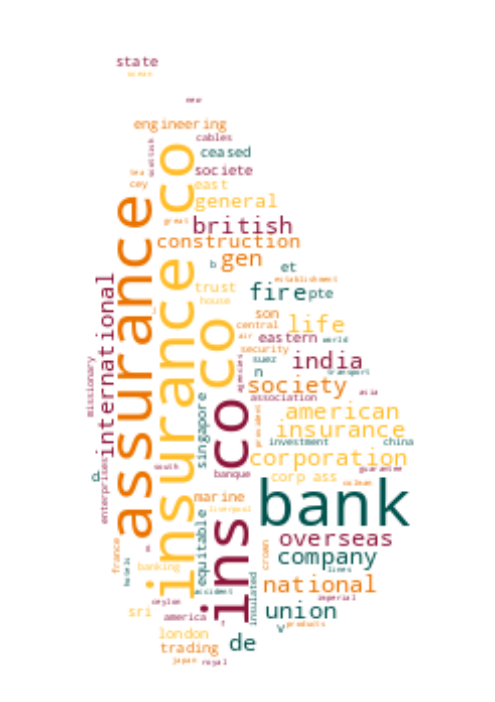 state
ocean
new
engineering
cables
scottish
ceased
insurance co
societe
tea
cey
east
assurance
general
great
british
construction
gen
b
et
establishment
international
trust
fire
pte
house
son
central
life
ins co
air
eastern
world
security
missionary
suez
india
agencies
n
transport
society
asia
singapore
association
american
insurance
investment
china
corporation
south
guarantee
d
banque
corp ass
enterprises
bank
marine
liverpool
equitable
overseas
france
crown
company
banking
hotels
lines
insulated
national
accident
imperial
ceylon
sri
union
america
products
v
london
de
trading
japan
royal